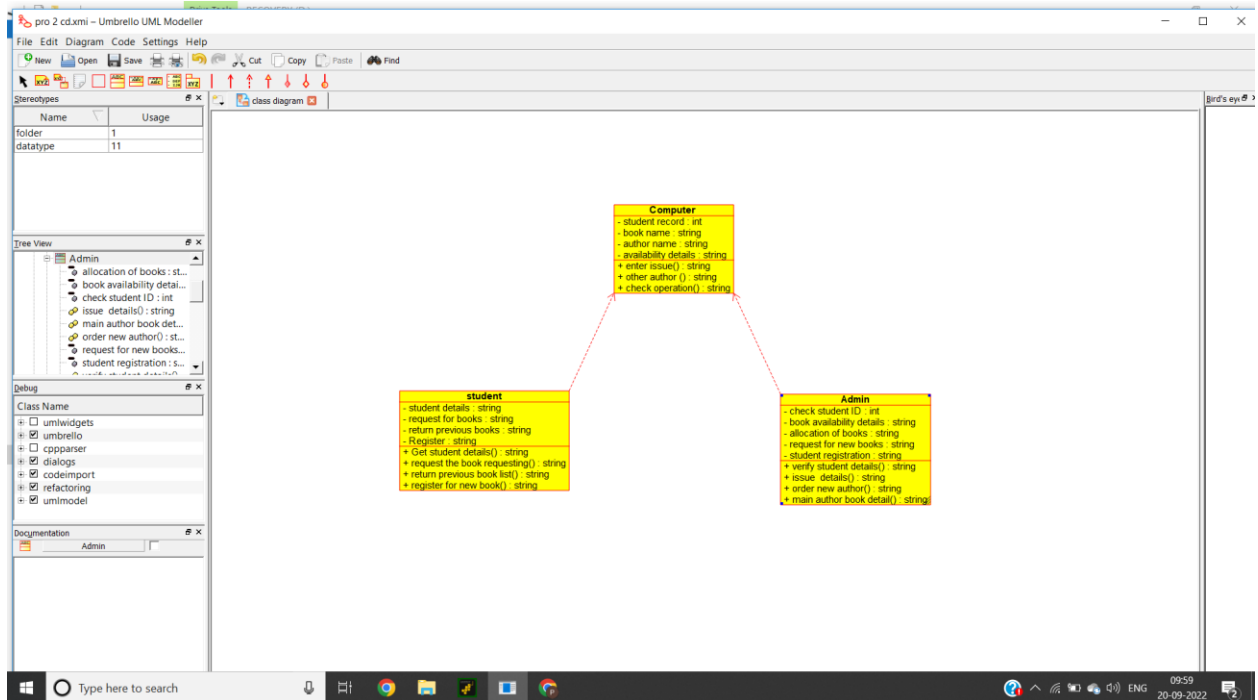 pro 2 cd.xmi – Umbrello UML Modeller
File Edit Diagram Code Settings Help
New Open Save Cut Copy Paste Find
Stereotypes
class diagram
Bird's eye
Name Usage
folder 1
datatype 11
Tree View
Admin
allocation of books : st...
book availability detai...
check student ID : int
issue details() : string
main author book det...
order new author() : st...
request for new books...
student registration : s...
Debug
Class Name
umlwidgets
umbrello
cppparser
dialogs
codeimport
refactoring
umlmodel
Documentation
Admin
Computer
- student record : int
- book name : string
- author name : string
- availability details : string
+ enter issue() : string
+ other author () : string
+ check operation() : string
student
- student details : string
- request for books : string
- return previous books : string
- Register : string
+ Get student details() : string
+ request the book requesting() : string
+ return previous book list() : string
+ register for new book() : string
Admin
- check student ID : int
- book availability details : string
- allocation of books : string
- request for new books : string
- student registration : string
+ verify student details() : string
+ issue details() : string
+ order new author() : string
+ main author book detail() : string
Type here to search
ENG
09:59
20-09-2022